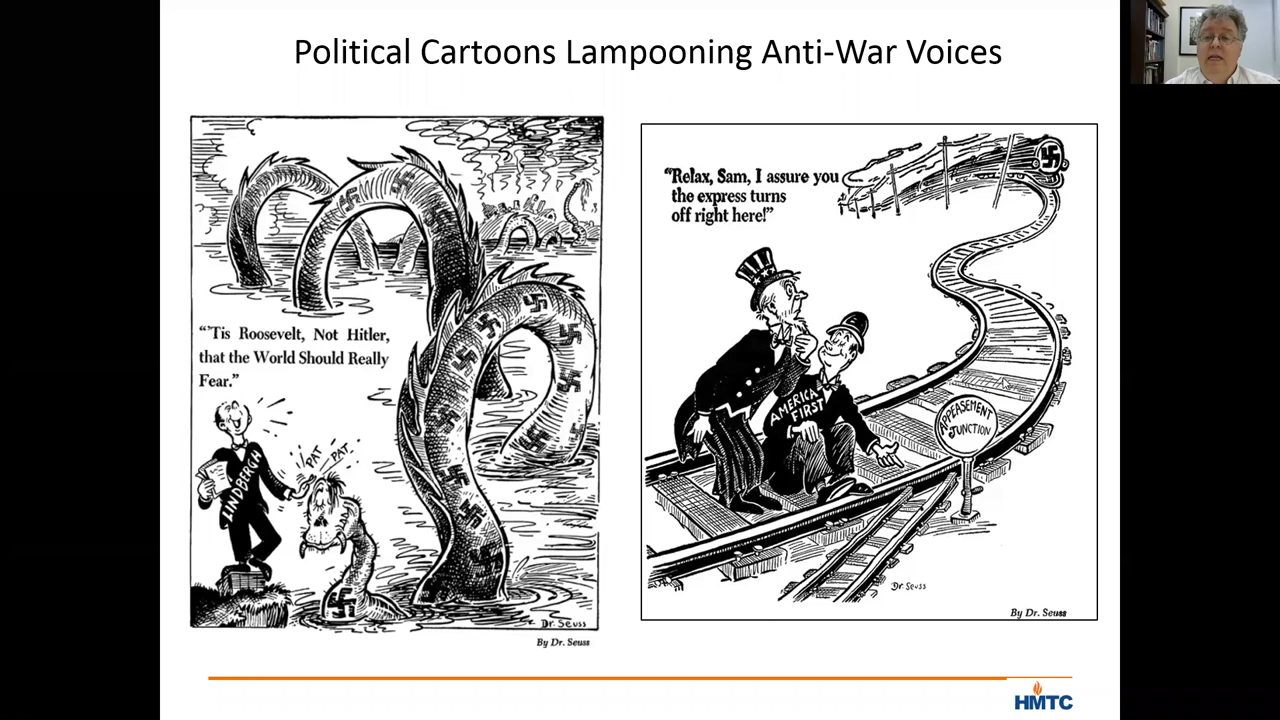 Political Cartoons Lampooning Anti-War Voices
“'Tis Roosevelt, Not Hitler,
that the World Should Really
Fear.”
LINDBERGH
PAT
PAT
Dr. Seuss
By Dr. Seuss
“Relax, Sam, I assure you
the express turns
off right here!”
AMERICA
FIRST
APPEASEMENT
JUNCTION
Dr. Seuss
By Dr. Seuss
HMTC